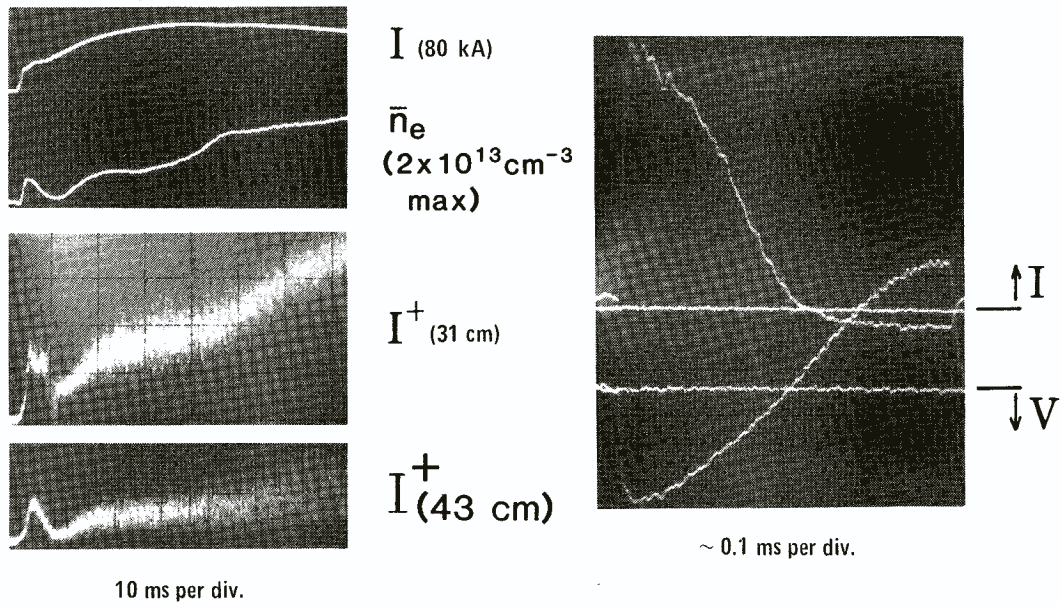 I (80 kA)
n̄e
(2x10¹³cm⁻³
max)
I⁺ (31 cm)
I⁺(43 cm)
10 ms per div.
↑ I
↓ V
~ 0.1 ms per div.